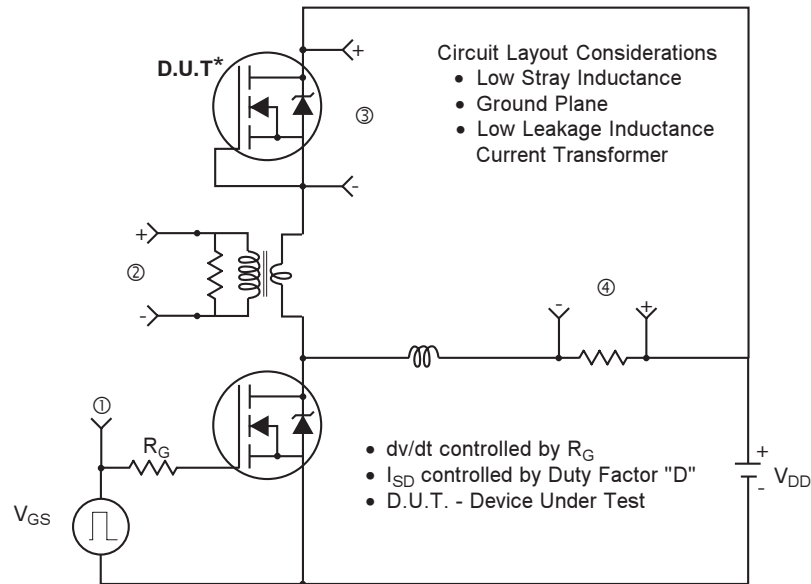 D.U.T*
+
Circuit Layout Considerations
• Low Stray Inductance
• Ground Plane
• Low Leakage Inductance
Current Transformer
③
-
+
②
-
④
-
+
①
R_G
• dv/dt controlled by R_G
• I_SD controlled by Duty Factor "D"
• D.U.T. - Device Under Test
+
-
V_DD
V_GS